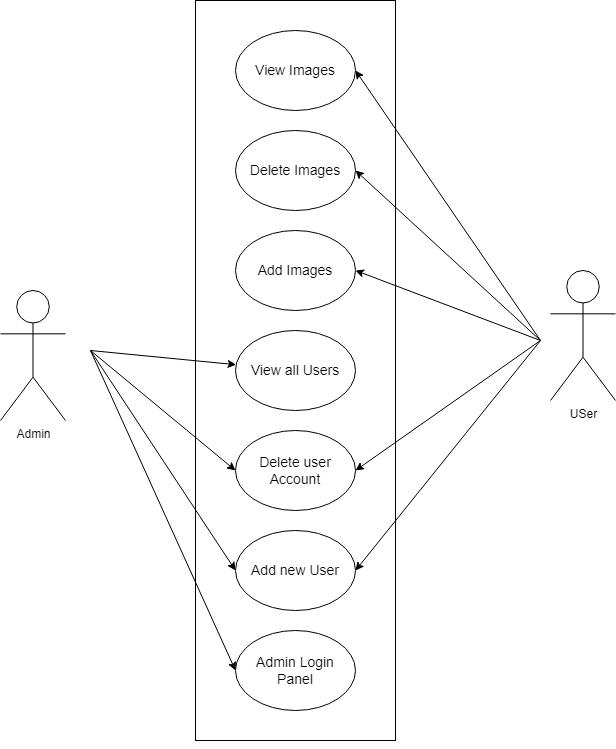 View Images
Delete Images
Add Images
View all Users
Delete user
Account
Add new User
Admin Login
Panel
Admin
USer